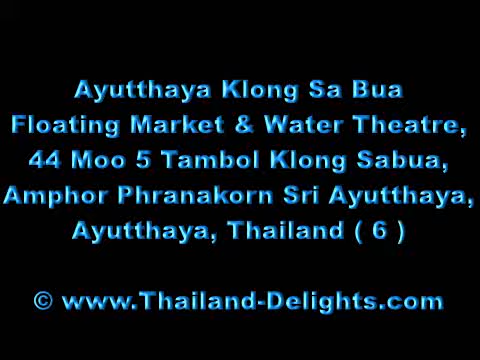 Ayutthaya Klong Sa Bua
Floating Market & Water Theatre,
44 Moo 5 Tambol Klong Sabua,
Amphor Phranakorn Sri Ayutthaya,
Ayutthaya, Thailand ( 6 )
© www.Thailand-Delights.com